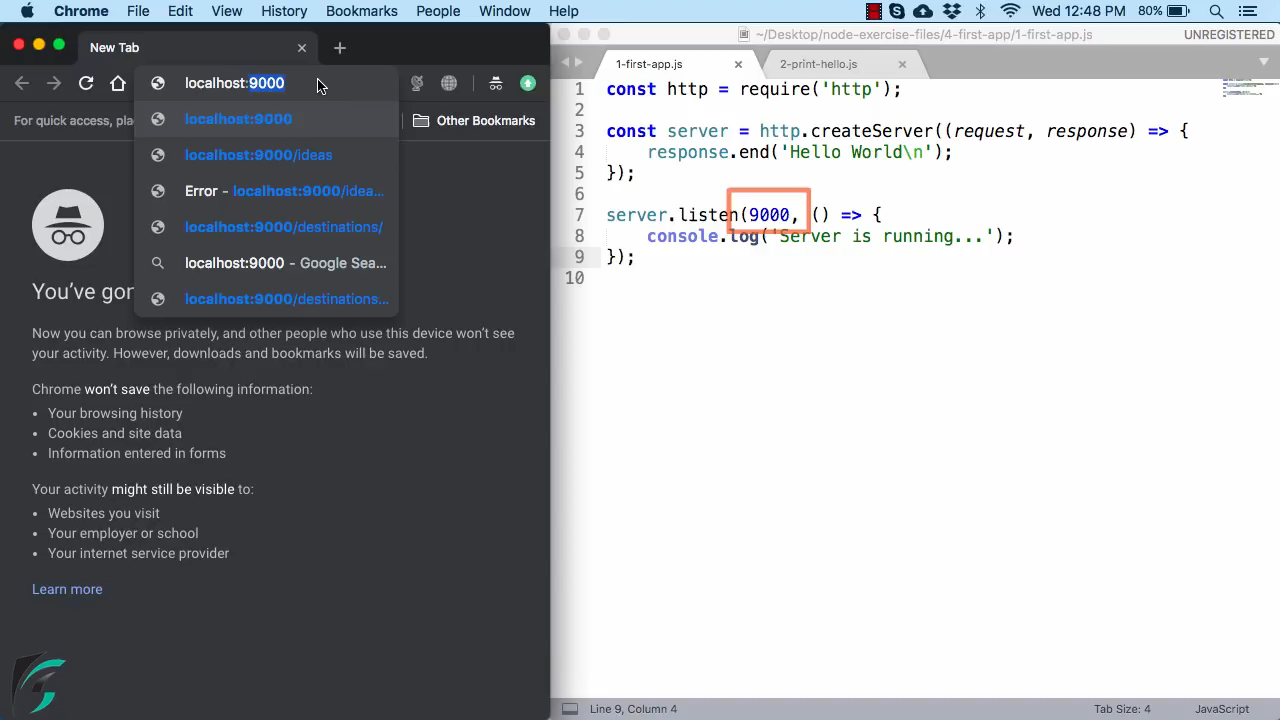 Chrome File Edit View History Bookmarks People Window Help
Wed 12:48 PM 80%
New Tab
localhost:9000
For quick access, pla
Other Bookmarks
localhost:9000
localhost:9000/ideas
Error - localhost:9000/idea...
localhost:9000/destinations/
localhost:9000 - Google Sea...
localhost:9000/destinations...
You've gon
Now you can browse privately, and other people who use this device won't see
your activity. However, downloads and bookmarks will be saved.
Chrome won't save the following information:
• Your browsing history
• Cookies and site data
• Information entered in forms
Your activity might still be visible to:
• Websites you visit
• Your employer or school
• Your internet service provider
Learn more
~/Desktop/node-exercise-files/4-first-app/1-first-app.js
UNREGISTERED
1-first-app.js
2-print-hello.js
1 const http = require('http');
2
3 const server = http.createServer((request, response) => {
4 response.end('Hello World\n');
5 });
6
7 server.listen(9000, () => {
8 console.log('Server is running...');
9 });
10
Line 9, Column 4
Tab Size: 4
JavaScript